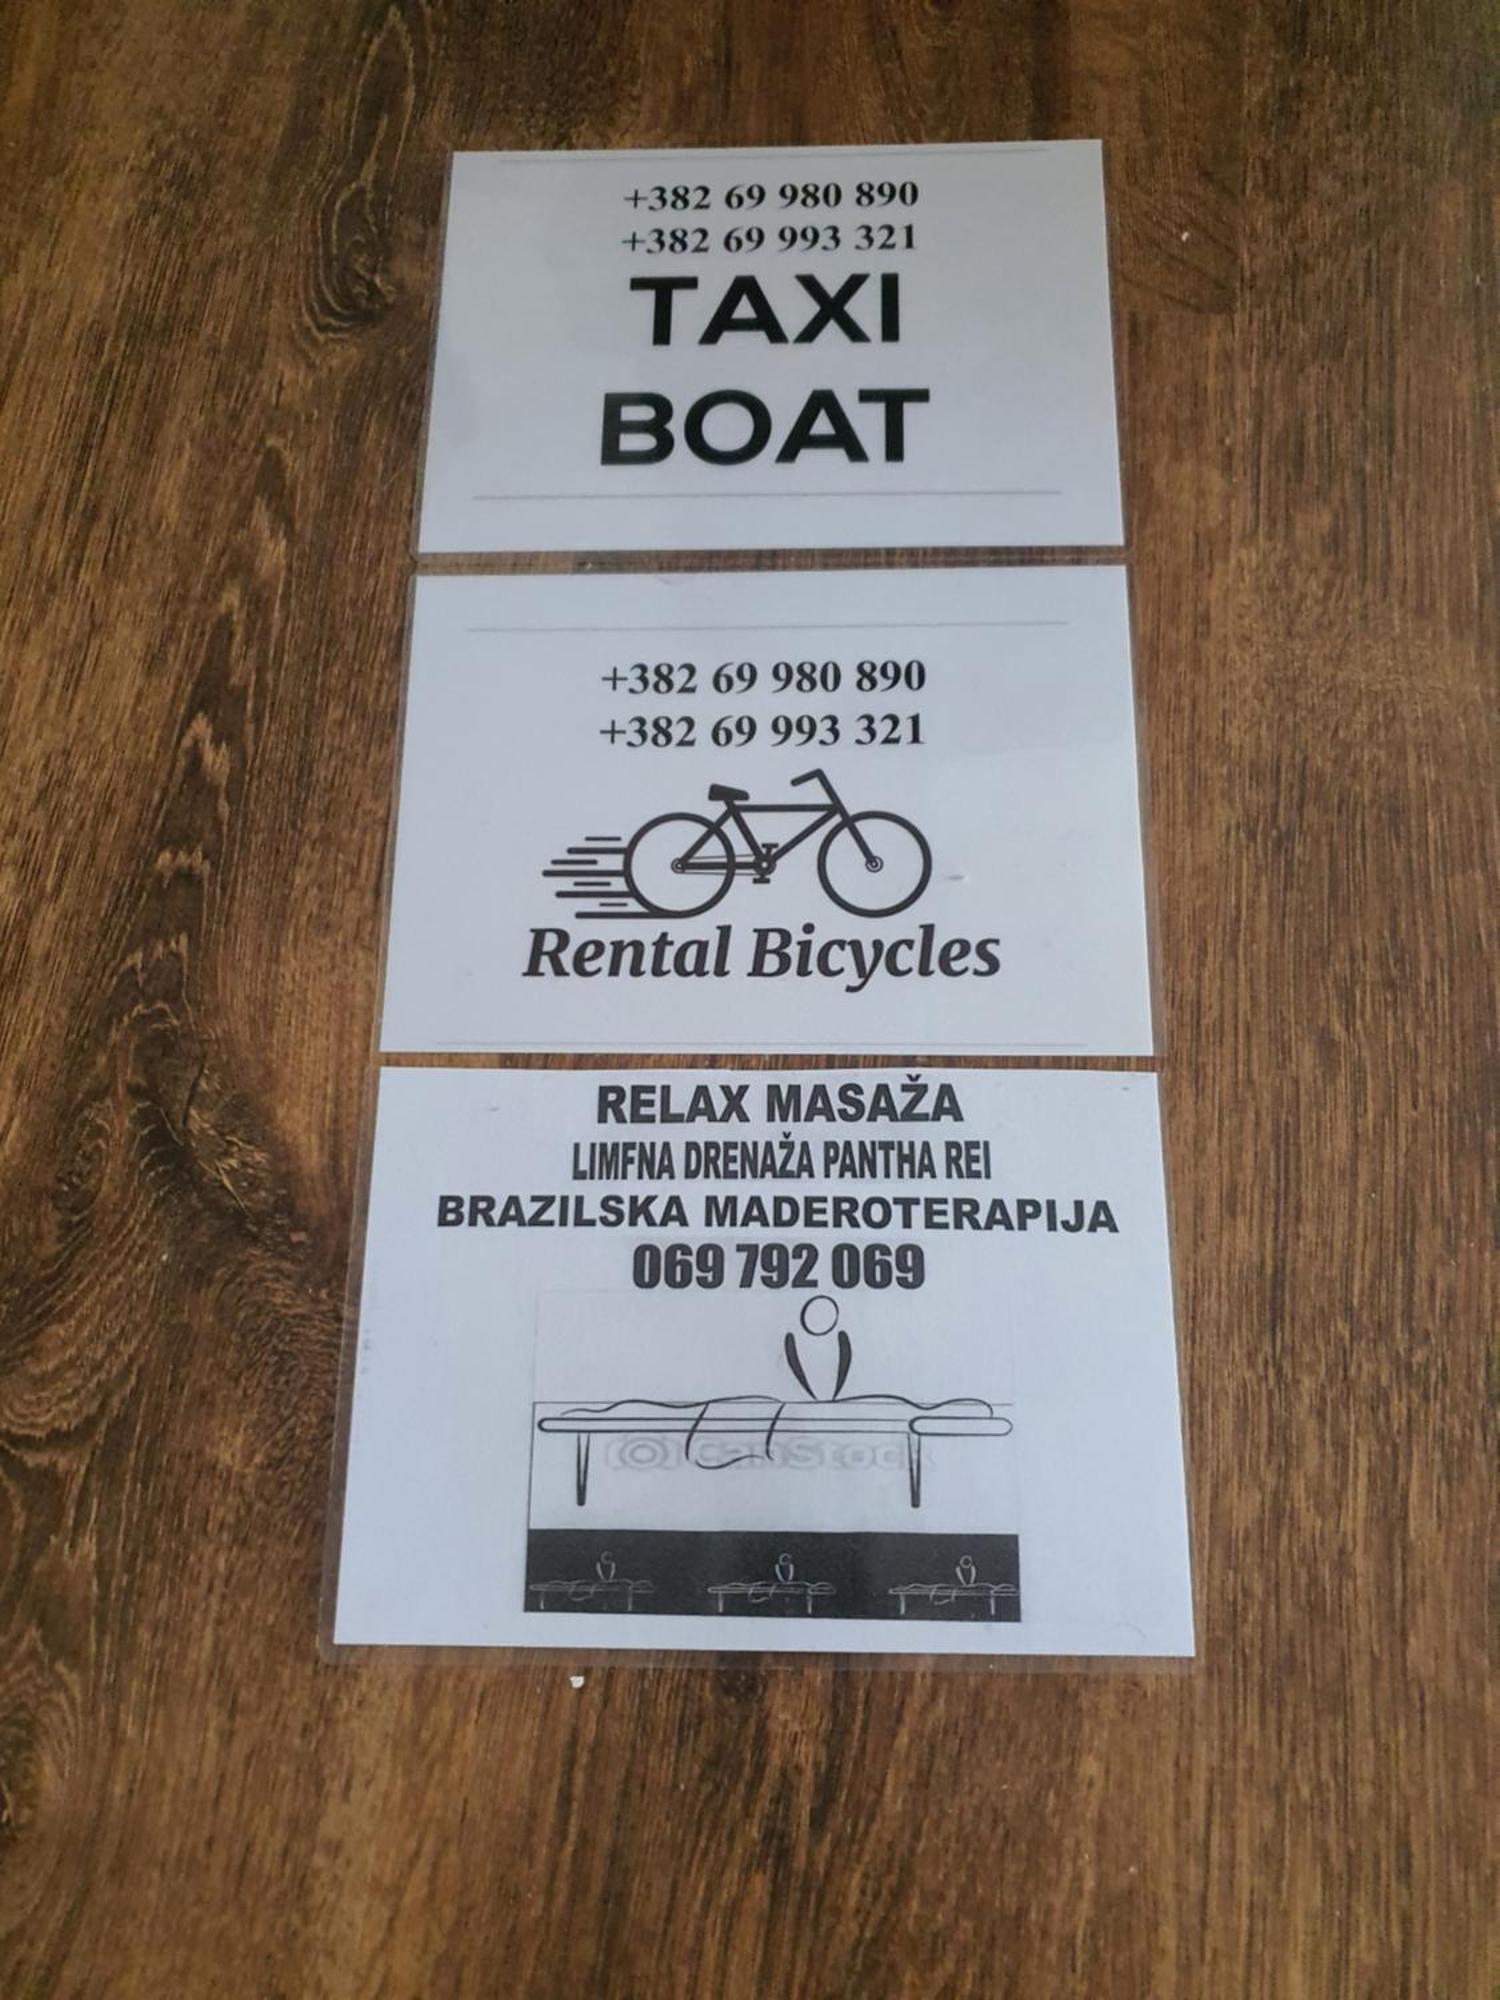 +382 69 980 890
+382 69 993 321
TAXI
BOAT
+382 69 980 890
+382 69 993 321
Rental Bicycles
RELAX MASAŽA
LIMFNA DRENAŽA PANTHA REI
BRAZILSKA MADEROTERAPIJA
069 792 069
CanStock